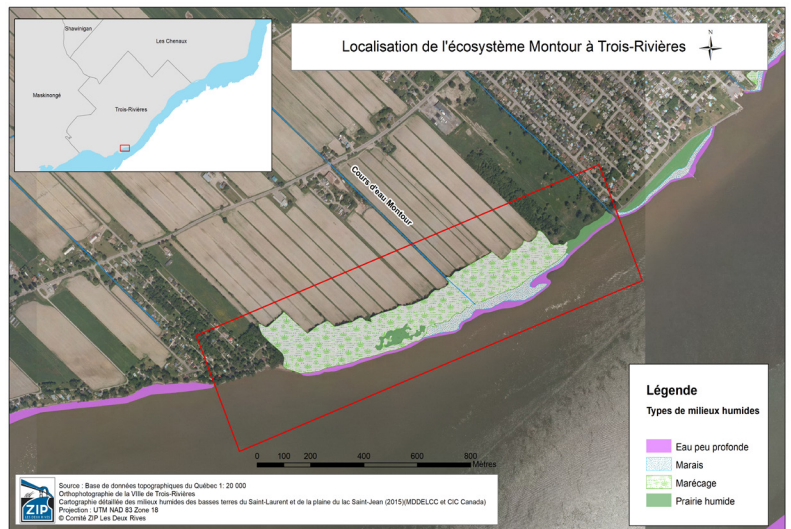 Localisation de l'écosystème Montour à Trois-Rivières
N
Shawinigan
Les Chenaux
Maskinongé
Trois-Rivières
Cours d'eau Montour
0 200 400 600 800
Mètres
Légende
Types de milieux humides
Eau peu profonde
Marais
Marécage
Prairie humide
ZIP
LES DEUX RIVES
Source : Base de données topographiques du Québec 1: 20 000
Orthophotographie de la VIlle de Trois-Rivières
Cartographie détaillée des milieux humides des basses terres du Saint-Laurent et de la plaine du lac Saint-Jean (2015)(MDDELCC et CIC Canada)
Projection : UTM NAD 83 Zone 18
© Comité ZIP Les Deux Rives